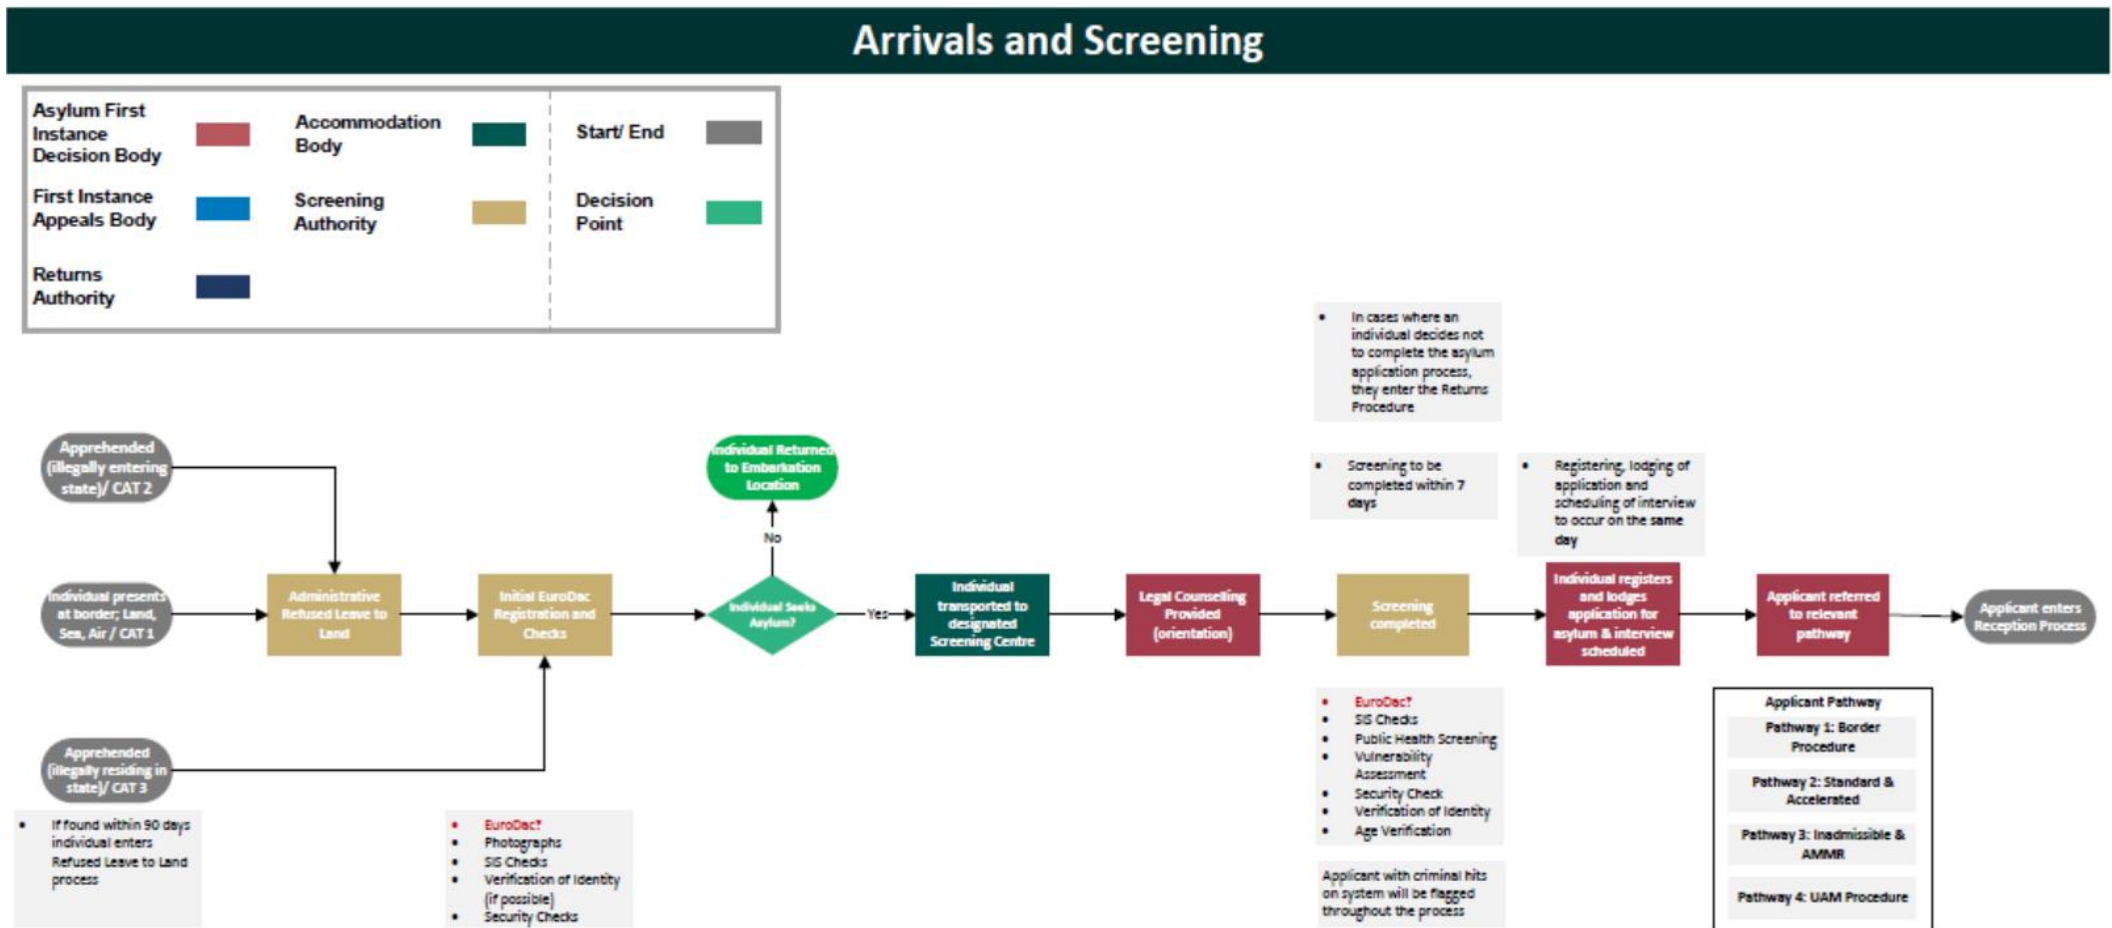 Arrivals and Screening
Asylum First
Instance
Decision Body
Accommodation
Body
Start/ End
First Instance
Appeals Body
Screening
Authority
Decision
Point
Returns
Authority
• In cases where an
individual decides not
to complete the asylum
application process,
they enter the Returns
Procedure
Apprehended
(illegally entering
state)/ CAT 2
Individual Returned
to Embarkation
Location
• Screening to be
completed within 7
days
• Registering, lodging of
application and
scheduling of interview
to occur on the same
day
No
Individual presents
at border; Land,
Sea, Air / CAT 1
Administrative
Refused Leave to
Land
Initial EuroDac
Registration and
Checks
Individual Seeks
Asylum?
Yes
Individual
transported to
designated
Screening Centre
Legal Counselling
Provided
(orientation)
Screening
completed
Individual registers
and lodges
application for
asylum & interview
scheduled
Applicant referred
to relevant
pathway
Applicant enters
Reception Process
Apprehended
(illegally residing in
state)/ CAT 3
• If found within 90 days
individual enters
Refused Leave to Land
process
• EuroDac?
• Photographs
• SIS Checks
• Verification of Identity
(if possible)
• Security Checks
• EuroDac?
• SIS Checks
• Public Health Screening
• Vulnerability
Assessment
• Security Check
• Verification of Identity
• Age Verification
Applicant with criminal hits
on system will be flagged
throughout the process
Applicant Pathway
Pathway 1: Border
Procedure
Pathway 2: Standard &
Accelerated
Pathway 3: Inadmissible &
AMMR
Pathway 4: UAM Procedure